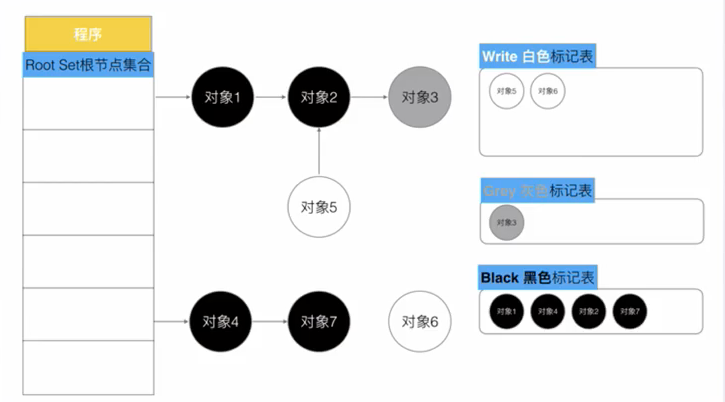 程序
Root Set根节点集合
对象1
对象2
对象3
对象5
对象4
对象7
对象6
Write 白色标记表
对象5
对象6
Grey 灰色标记表
对象3
Black 黑色标记表
对象1
对象4
对象2
对象7